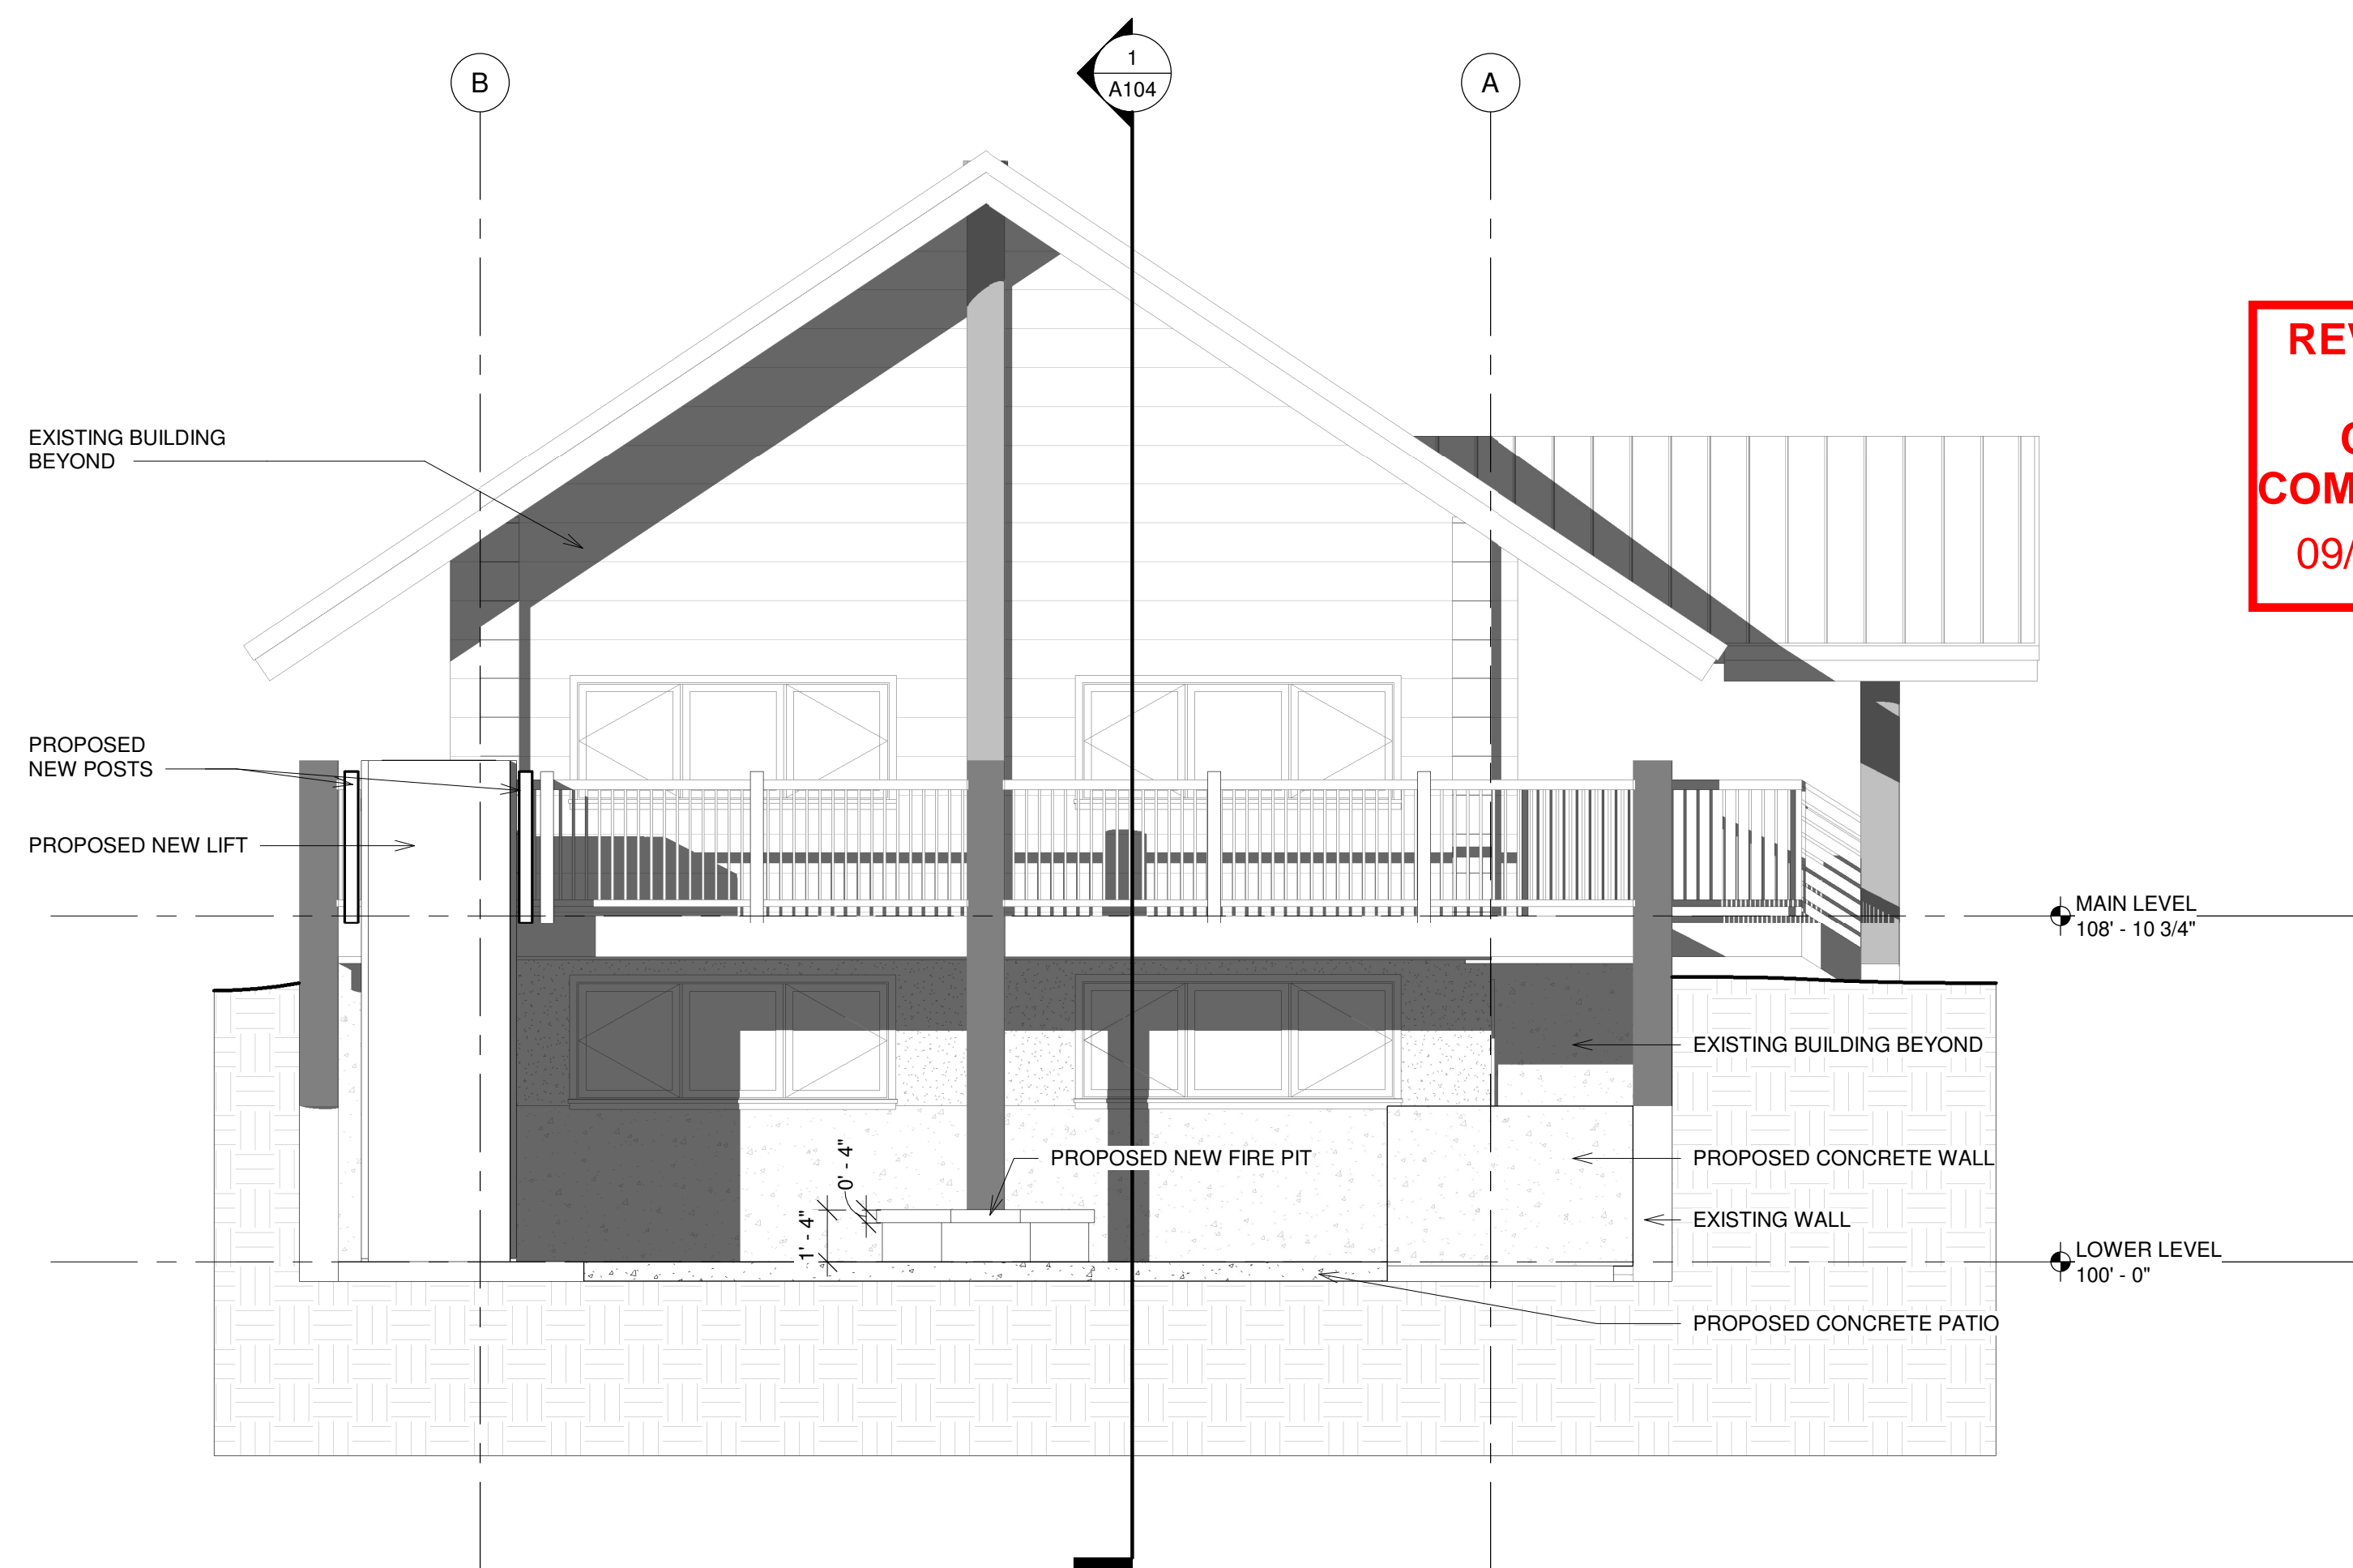 B
1
A104
A
REV
C
COM
09/
EXISTING BUILDING
BEYOND
PROPOSED
NEW POSTS
PROPOSED NEW LIFT
MAIN LEVEL
108' - 10 3/4"
EXISTING BUILDING BEYOND
0' - 4"
PROPOSED NEW FIRE PIT
PROPOSED CONCRETE WALL
1' - 4"
EXISTING WALL
LOWER LEVEL
100' - 0"
PROPOSED CONCRETE PATIO